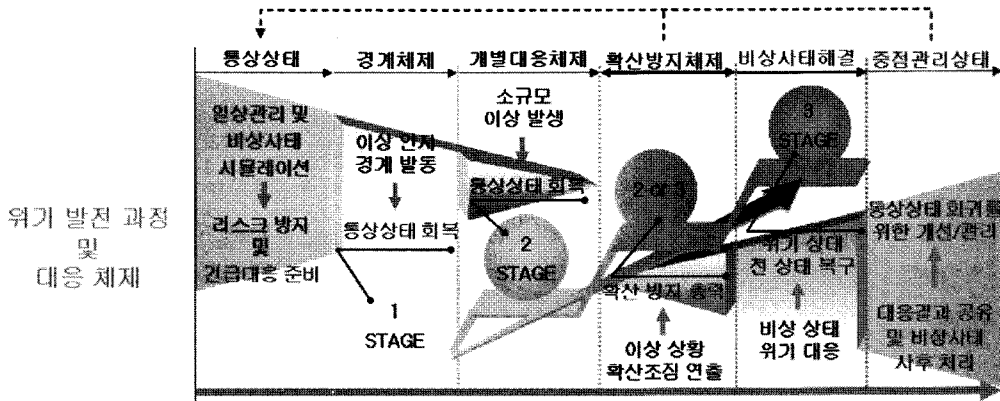 통상상태
경계체제
개별대응체제
확산방지체제
비상사태해결
중점관리상태
일상관리 및
비상사태
시뮬레이션
리스크 방지
및
긴급대응 준비
이상 인지
경계 발동
통상상태 회복
1
STAGE
소규모
이상 발생
통상상태 회복
2
STAGE
2 or 3
확산 방지 총력
이상 상황
확산조짐 연출
3
STAGE
위기 상태
전 상태 복구
비상 상태
위기 대응
통상상태 회귀를
위한 개선/관리
대응결과 공유
및 비상사태
사후 처리
위기 발전 과정
및
대응 체제